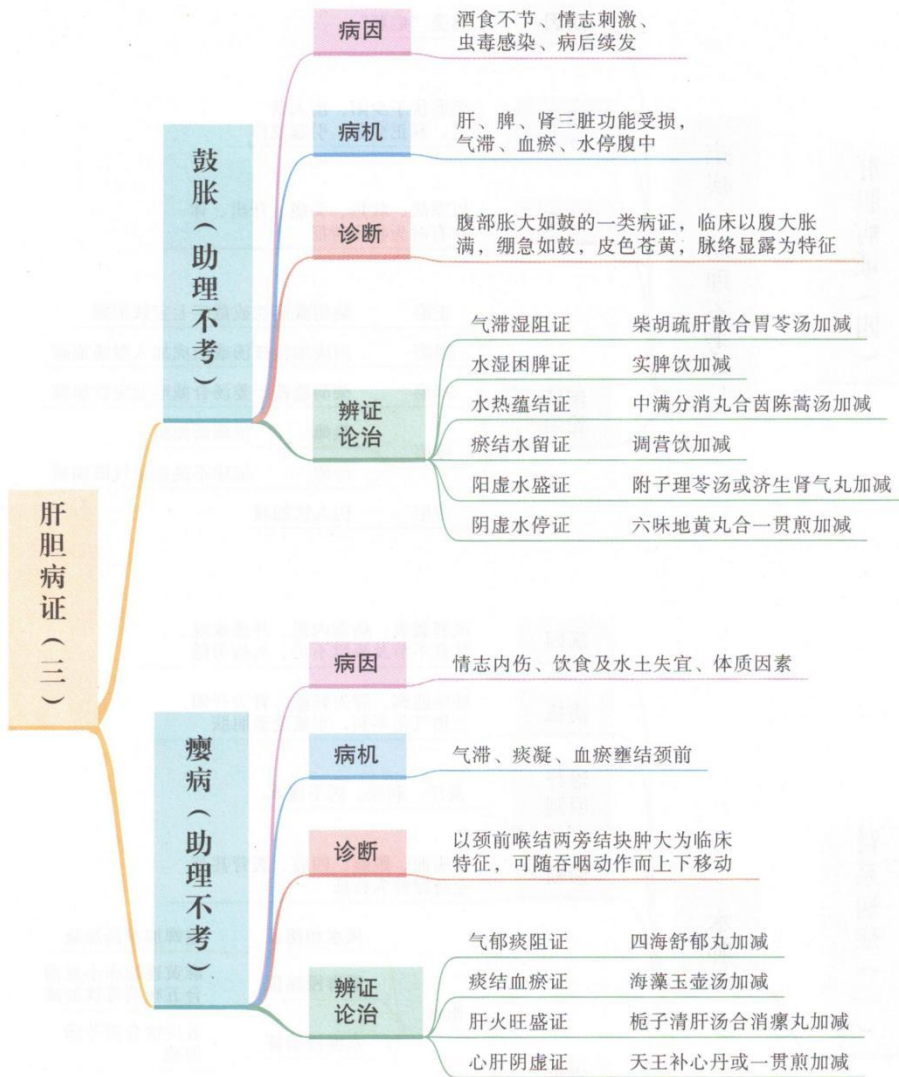 肝胆病证（三）
鼓胀（助理不考）
病因
酒食不节、情志刺激、
虫毒感染、病后续发
病机
肝、脾、肾三脏功能受损，
气滞、血瘀、水停腹中
诊断
腹部胀大如鼓的一类病证，临床以腹大胀
满，绷急如鼓，皮色苍黄，脉络显露为特征
辨证
论治
气滞湿阻证 柴胡疏肝散合胃苓汤加减
水湿困脾证 实脾饮加减
水热蕴结证 中满分消丸合茵陈蒿汤加减
瘀结水留证 调营饮加减
阳虚水盛证 附子理苓汤或济生肾气丸加减
阴虚水停证 六味地黄丸合一贯煎加减
瘿病（助理不考）
病因
情志内伤、饮食及水土失宜、体质因素
病机
气滞、痰凝、血瘀壅结颈前
诊断
以颈前喉结两旁结块肿大为临床
特征，可随吞咽动作而上下移动
辨证
论治
气郁痰阻证 四海舒郁丸加减
痰结血瘀证 海藻玉壶汤加减
肝火旺盛证 栀子清肝汤合消瘰丸加减
心肝阴虚证 天王补心丹或一贯煎加减